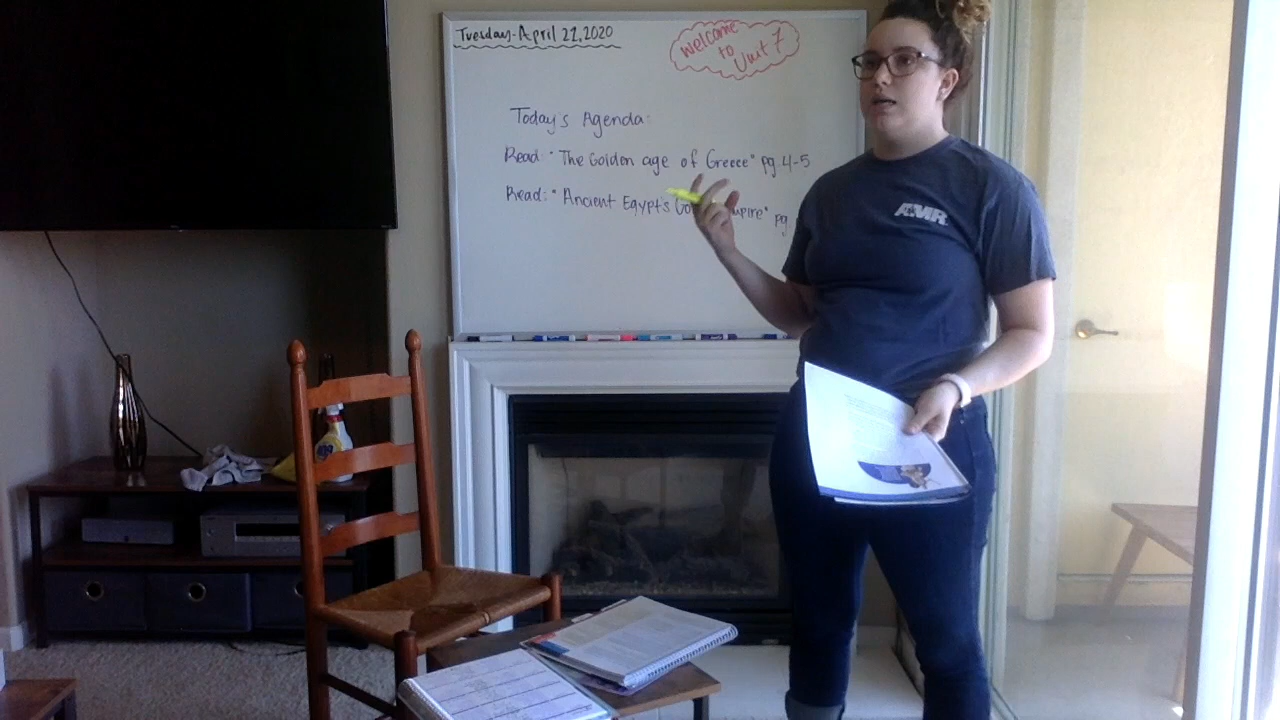 Tuesday-April 21,2020
Welcome
to
Unit 7
Today's Agenda:
Read: "The Golden age of Greece" pg.4-5
Read: "Ancient Egypt's pg
AMR